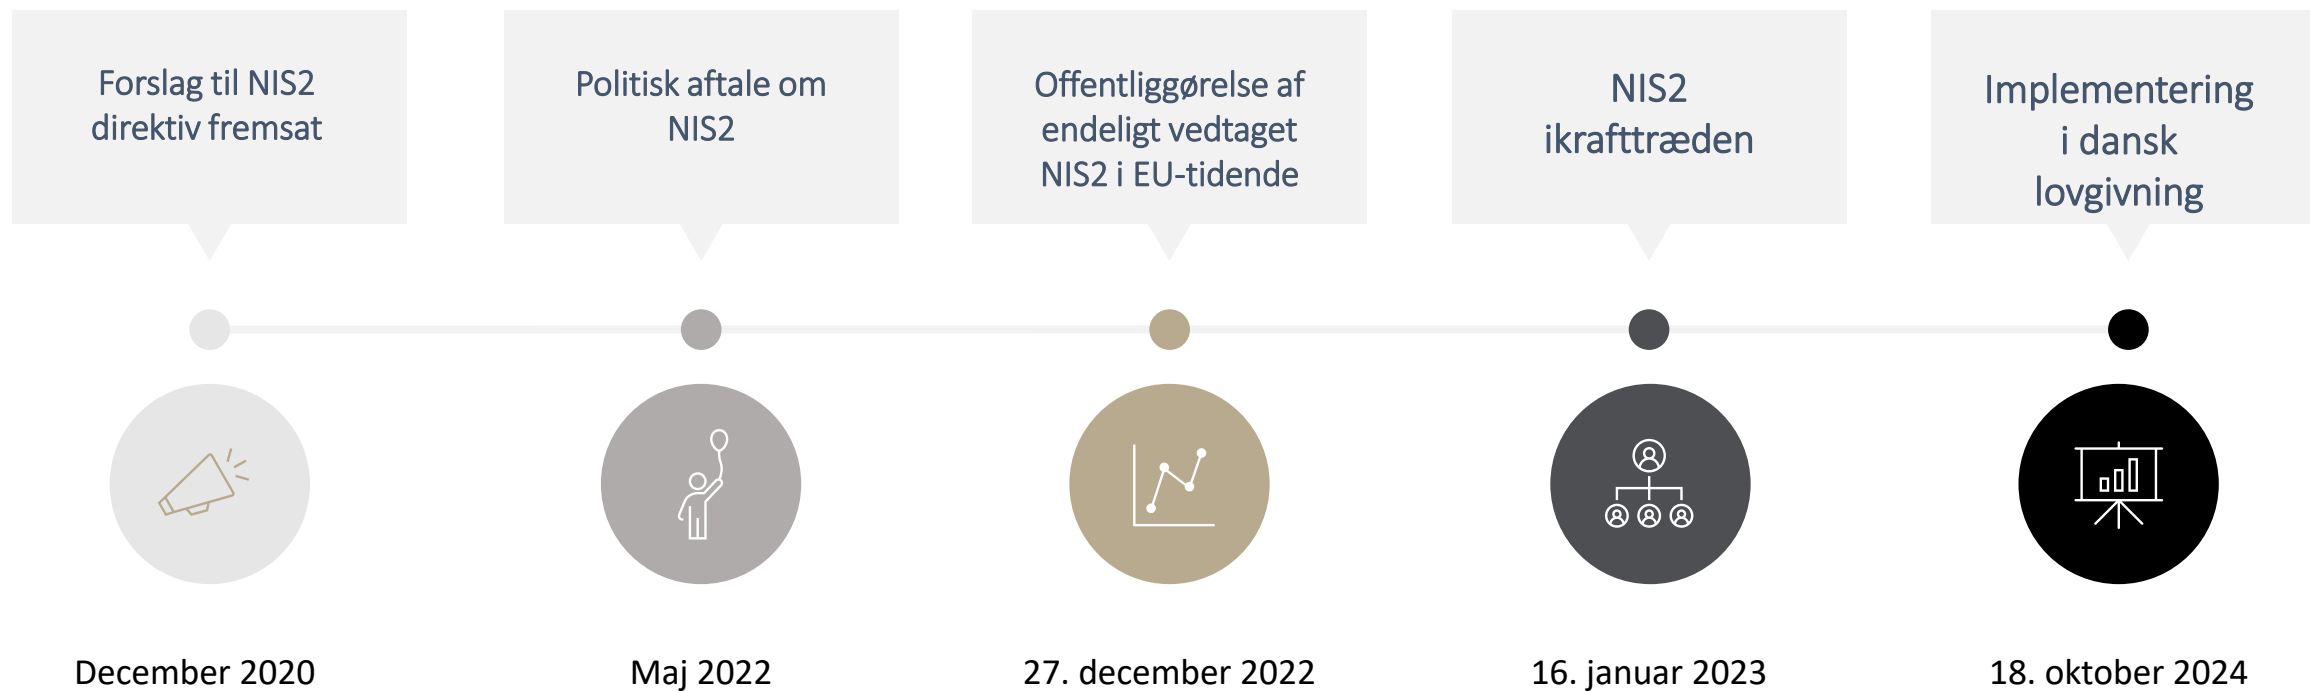 Forslag til NIS2
direktiv fremsat
Politisk aftale om
NIS2
Offentliggørelse af
endeligt vedtaget
NIS2 i EU-tidende
NIS2
ikrafttræden
Implementering
i dansk
lovgivning
December 2020
Maj 2022
27. december 2022
16. januar 2023
18. oktober 2024